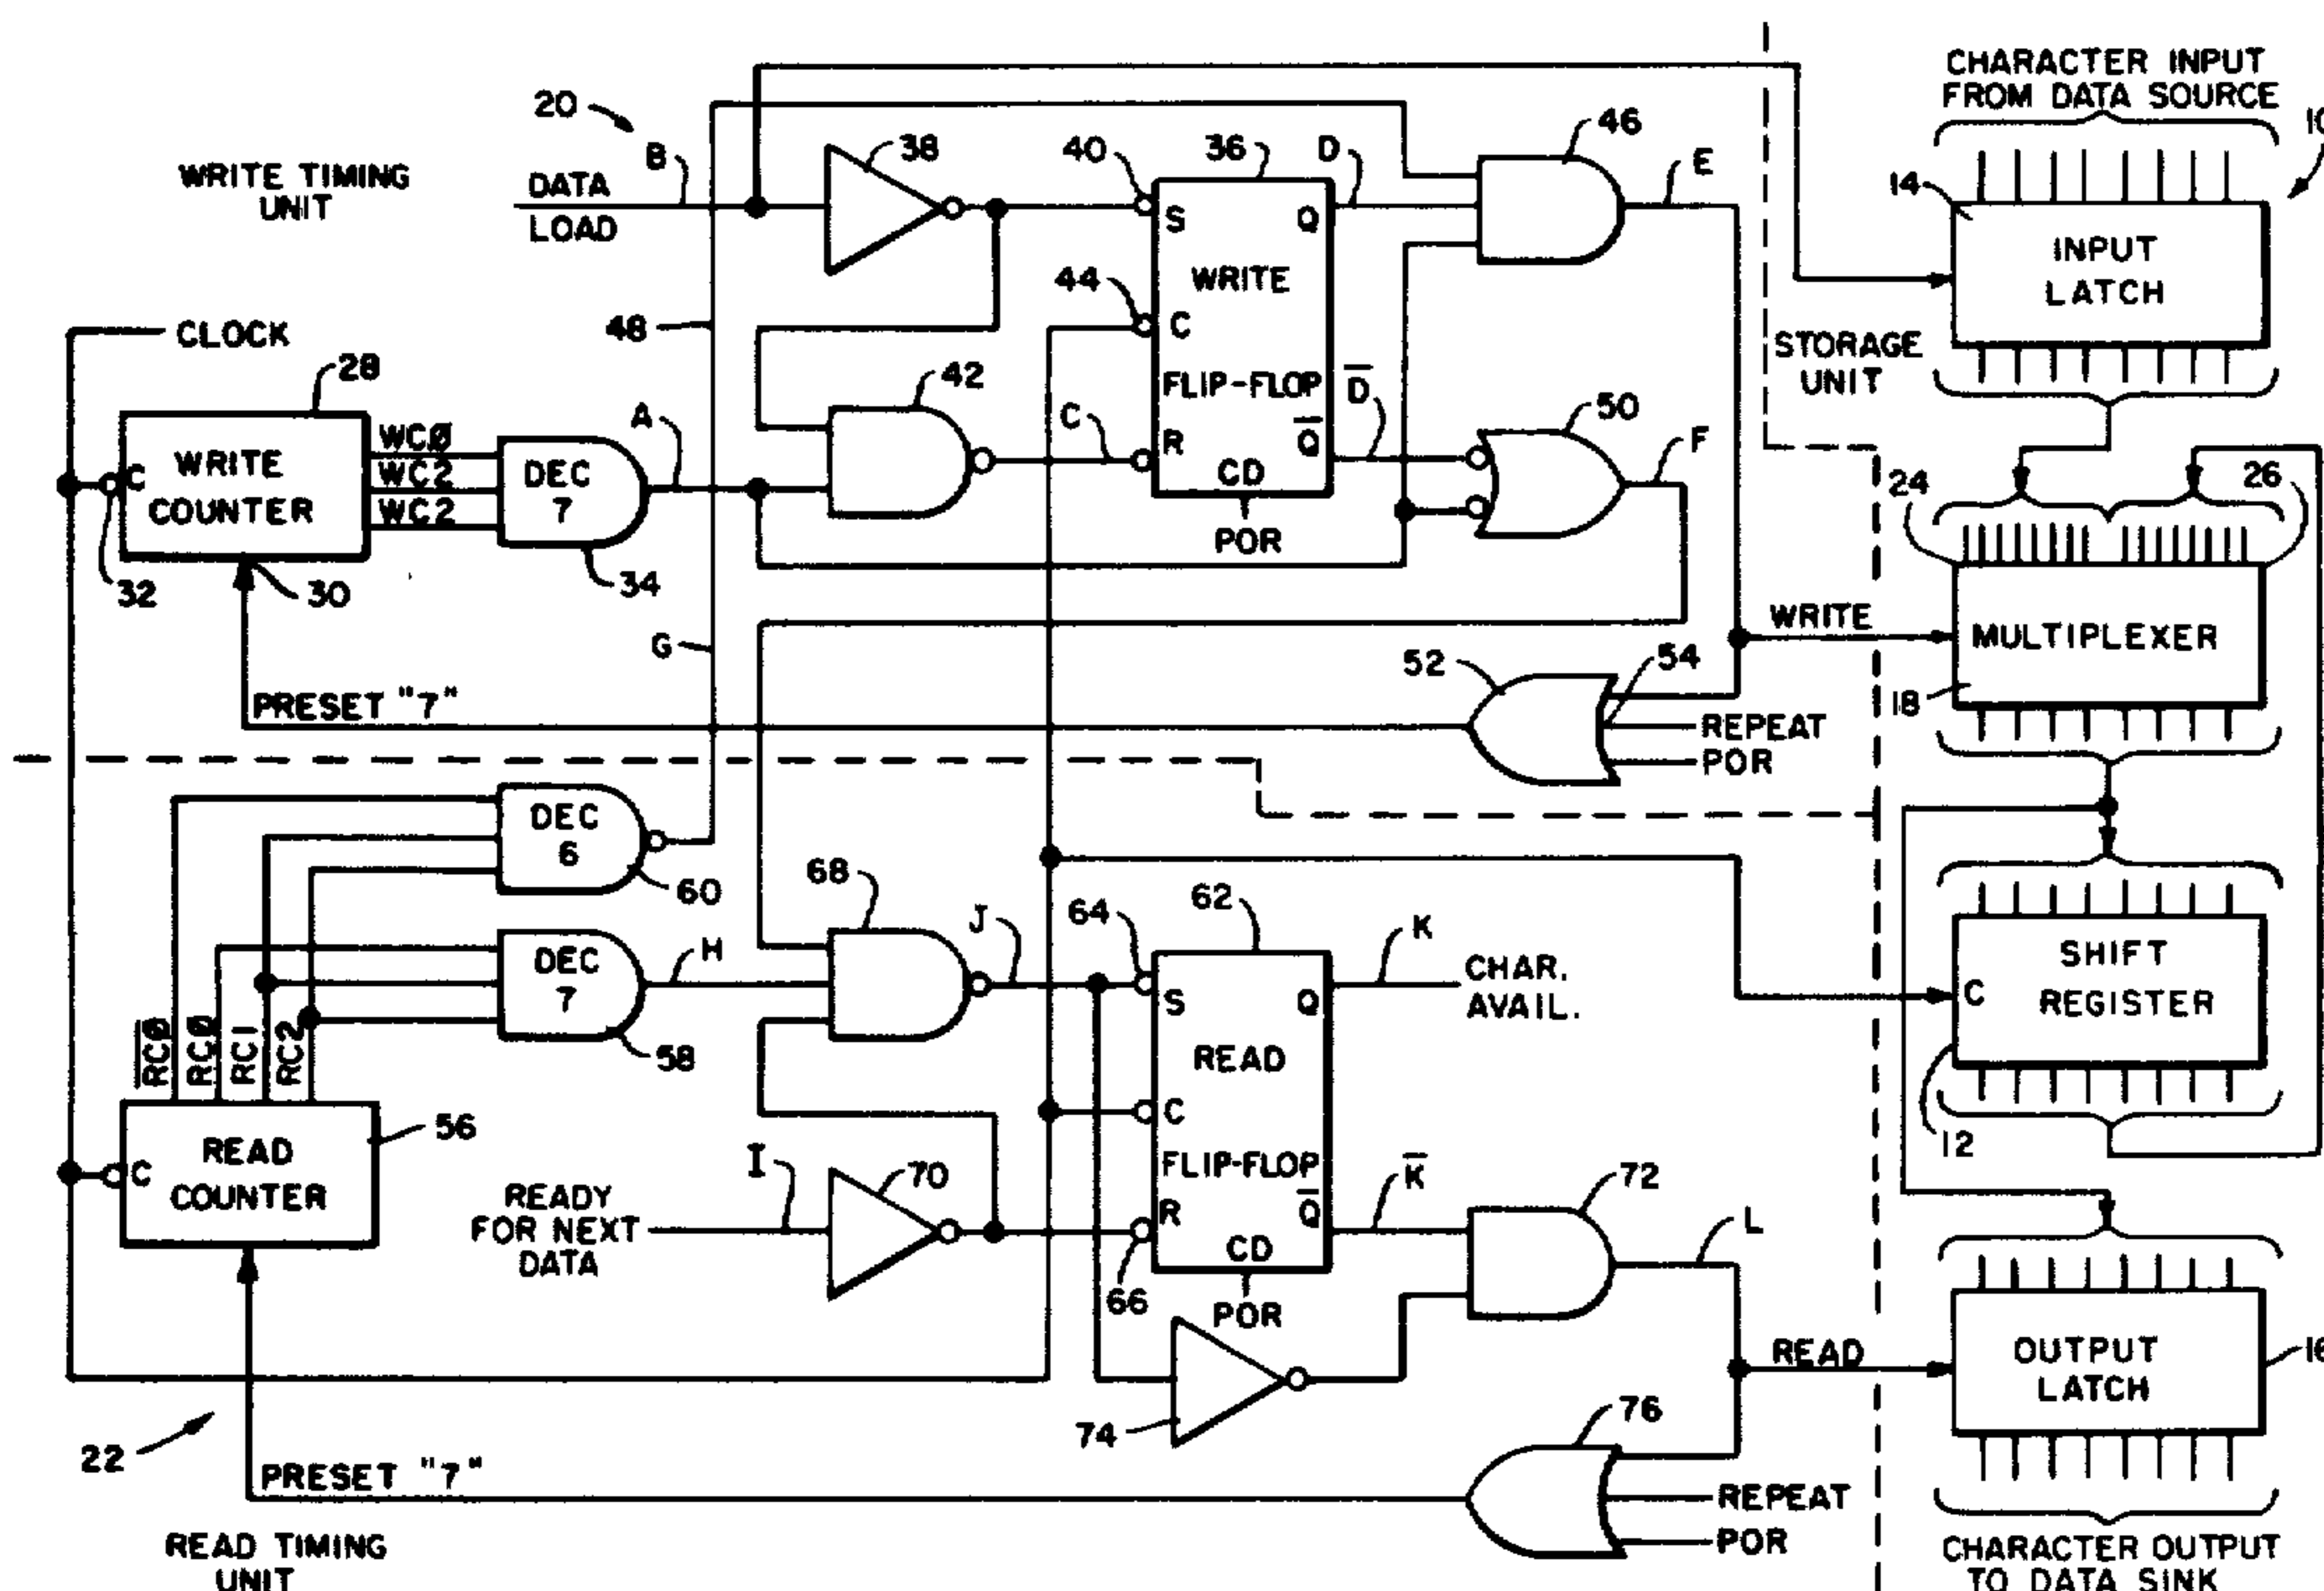 WRITE TIMING
UNIT
20
B
DATA
LOAD
38
40
36
D
46
E
S
Q
WRITE
FLIP-FLOP
44
C
R
Q̅
CD
POR
D̅
48
CLOCK
28
WRITE
COUNTER
C
WCØ
WC2
WC2
DEC
7
A
34
32
30
42
C
50
F
G
PRESET "7"
52
54
REPEAT
POR
WRITE
STORAGE
UNIT
CHARACTER INPUT
FROM DATA SOURCE
10
14
INPUT
LATCH
24
26
MULTIPLEXER
18
DEC
6
60
DEC
7
58
H
68
J
64
62
K
CHAR.
AVAIL.
S
Q
READ
C
FLIP-FLOP
R
Q̅
CD
POR
66
K̅
72
L
R̅C̅Ø̅
RCØ
RC1
RC2
READ
COUNTER
C
56
I
READY
FOR NEXT
DATA
70
74
READ
76
REPEAT
POR
22
PRESET "7"
READ TIMING
UNIT
SHIFT
REGISTER
C
12
OUTPUT
LATCH
16
CHARACTER OUTPUT
TO DATA SINK